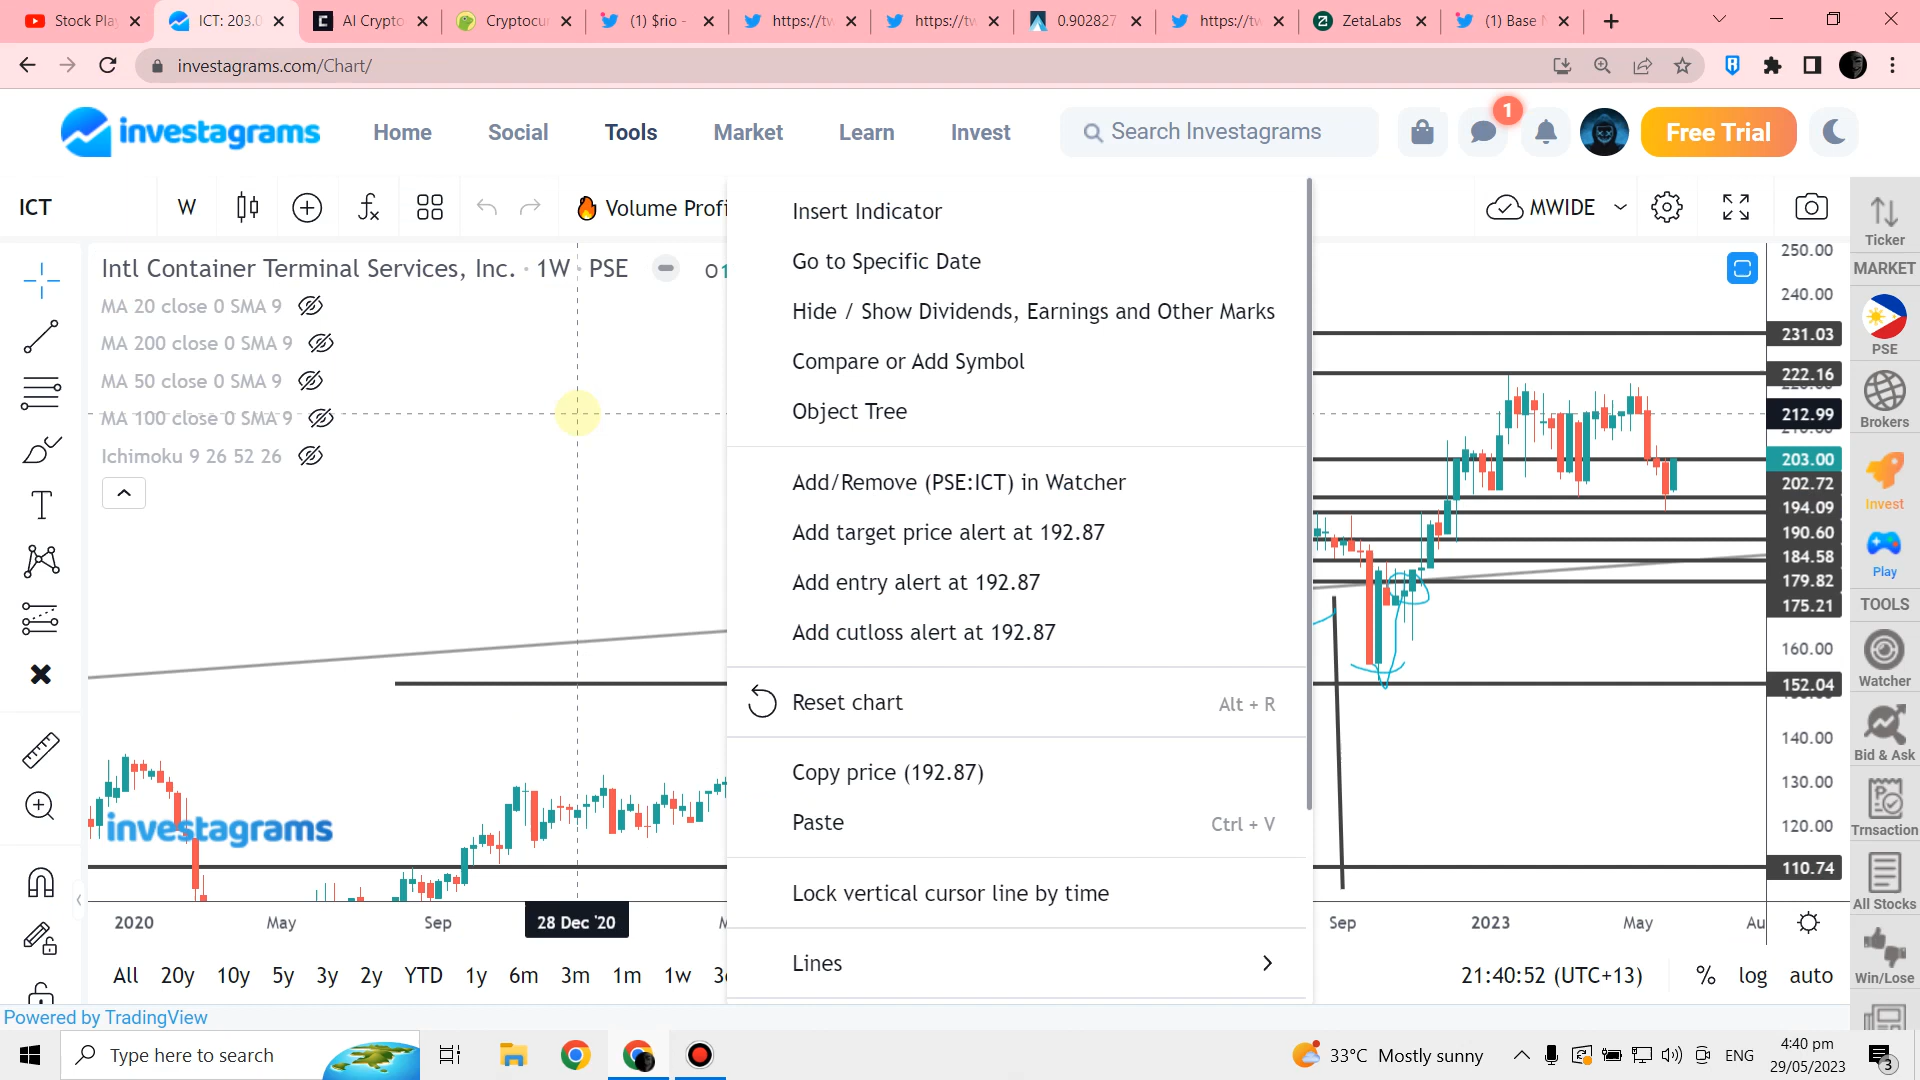 Stock Pla
ICT: 203.0
AI Crypto
Cryptocur
(1) $rio -
https://tw
https://tw
0.902827
https://tw
ZetaLabs
(1) Base N
investagrams.com/Chart/
investagrams
Home
Social
Tools
Market
Learn
Invest
Search Investagrams
1
Free Trial
ICT
W
Volume Profi
MWIDE
Intl Container Terminal Services, Inc. · 1W · PSE
O1
MA 20 close 0 SMA 9
MA 200 close 0 SMA 9
MA 50 close 0 SMA 9
MA 100 close 0 SMA 9
Ichimoku 9 26 52 26
Insert Indicator
Go to Specific Date
Hide / Show Dividends, Earnings and Other Marks
Compare or Add Symbol
Object Tree
Add/Remove (PSE:ICT) in Watcher
Add target price alert at 192.87
Add entry alert at 192.87
Add cutloss alert at 192.87
Reset chart Alt + R
Copy price (192.87)
Paste Ctrl + V
Lock vertical cursor line by time
Lines
250.00
240.00
231.03
222.16
212.99
203.00
202.72
194.09
190.60
184.58
179.82
175.21
160.00
152.04
140.00
130.00
120.00
110.74
investagrams
2020
May
Sep
28 Dec '20
Sep
2023
May
Au
All 20y 10y 5y 3y 2y YTD 1y 6m 3m 1m 1w
21:40:52 (UTC+13)
% log auto
Ticker
MARKET
PSE
Brokers
Invest
Play
TOOLS
Watcher
Bid & Ask
Trnsaction
All Stocks
Win/Lose
Powered by TradingView
Type here to search
33°C Mostly sunny
ENG
4:40 pm
29/05/2023
3